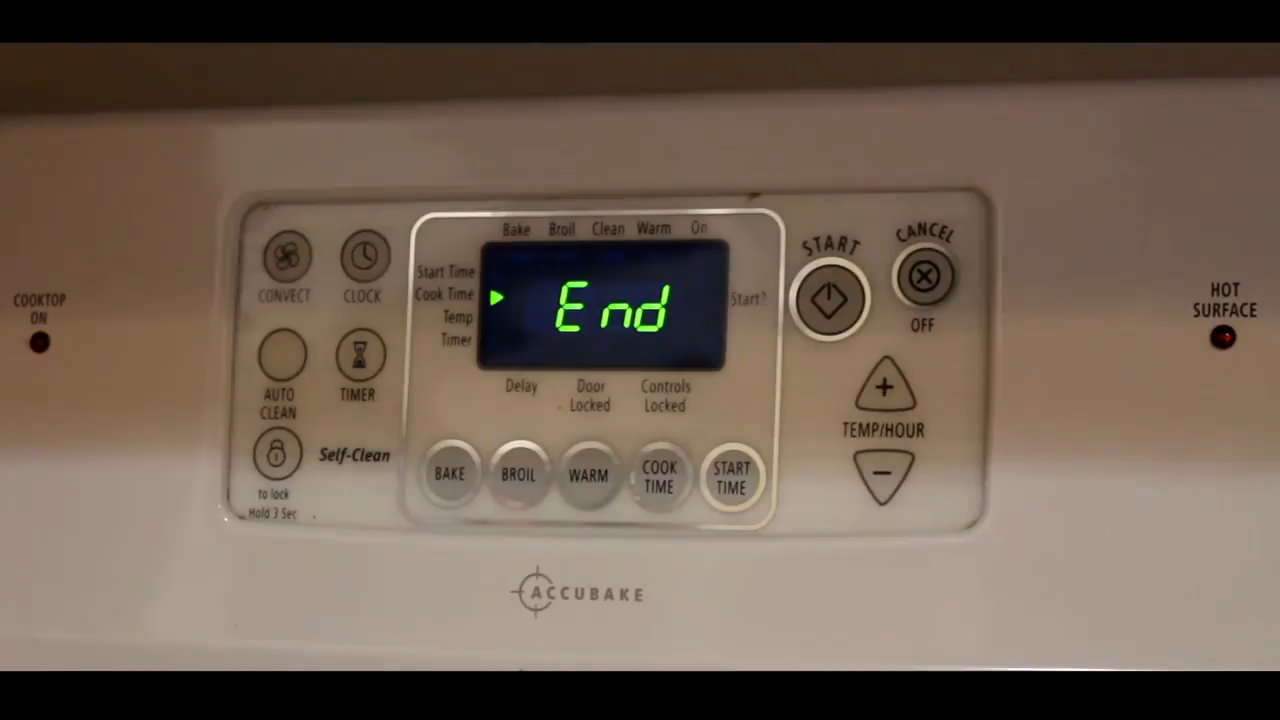 COOKTOP
ON
CONVECT
CLOCK
AUTO
CLEAN
TIMER
Self-Clean
to lock
Hold 3 Sec
Bake Broil Clean Warm On
Start Time
Cook Time
Temp
Timer
End
Start?
Delay
Door
Locked
Controls
Locked
BAKE
BROIL
WARM
COOK
TIME
START
TIME
START
CANCEL
OFF
TEMP/HOUR
HOT
SURFACE
ACCUBAKE